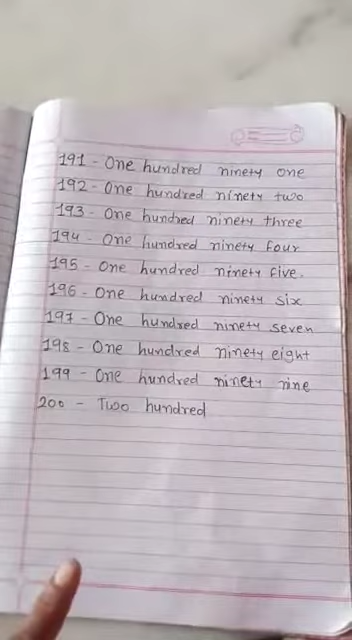 191 - One hundred ninety one
192 - One hundred ninety two
193 - One hundred ninety three
194 - One hundred ninety four
195 - One hundred ninety five.
196 - One hundred ninety six
197 - One hundred ninety seven
198 - One hundred ninety eight
199 - One hundred ninety nine
200 - Two hundred